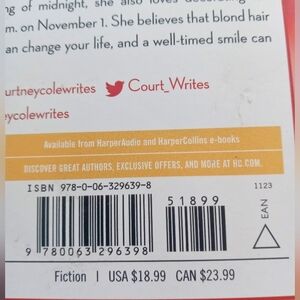 ng of midnight, she also loves
m. on November 1. She believes that blond hair
an change your life, and a well-timed smile can
urtneycolewrites Court_Writes
eycolewrites
Available from HarperAudio and HarperCollins e-books
DISCOVER GREAT AUTHORS, EXCLUSIVE OFFERS, AND MORE AT HC.COM.
ISBN 978-0-06-329639-8
51899
1123
EAN
9 780063 296398
Fiction | USA $18.99 CAN $23.99